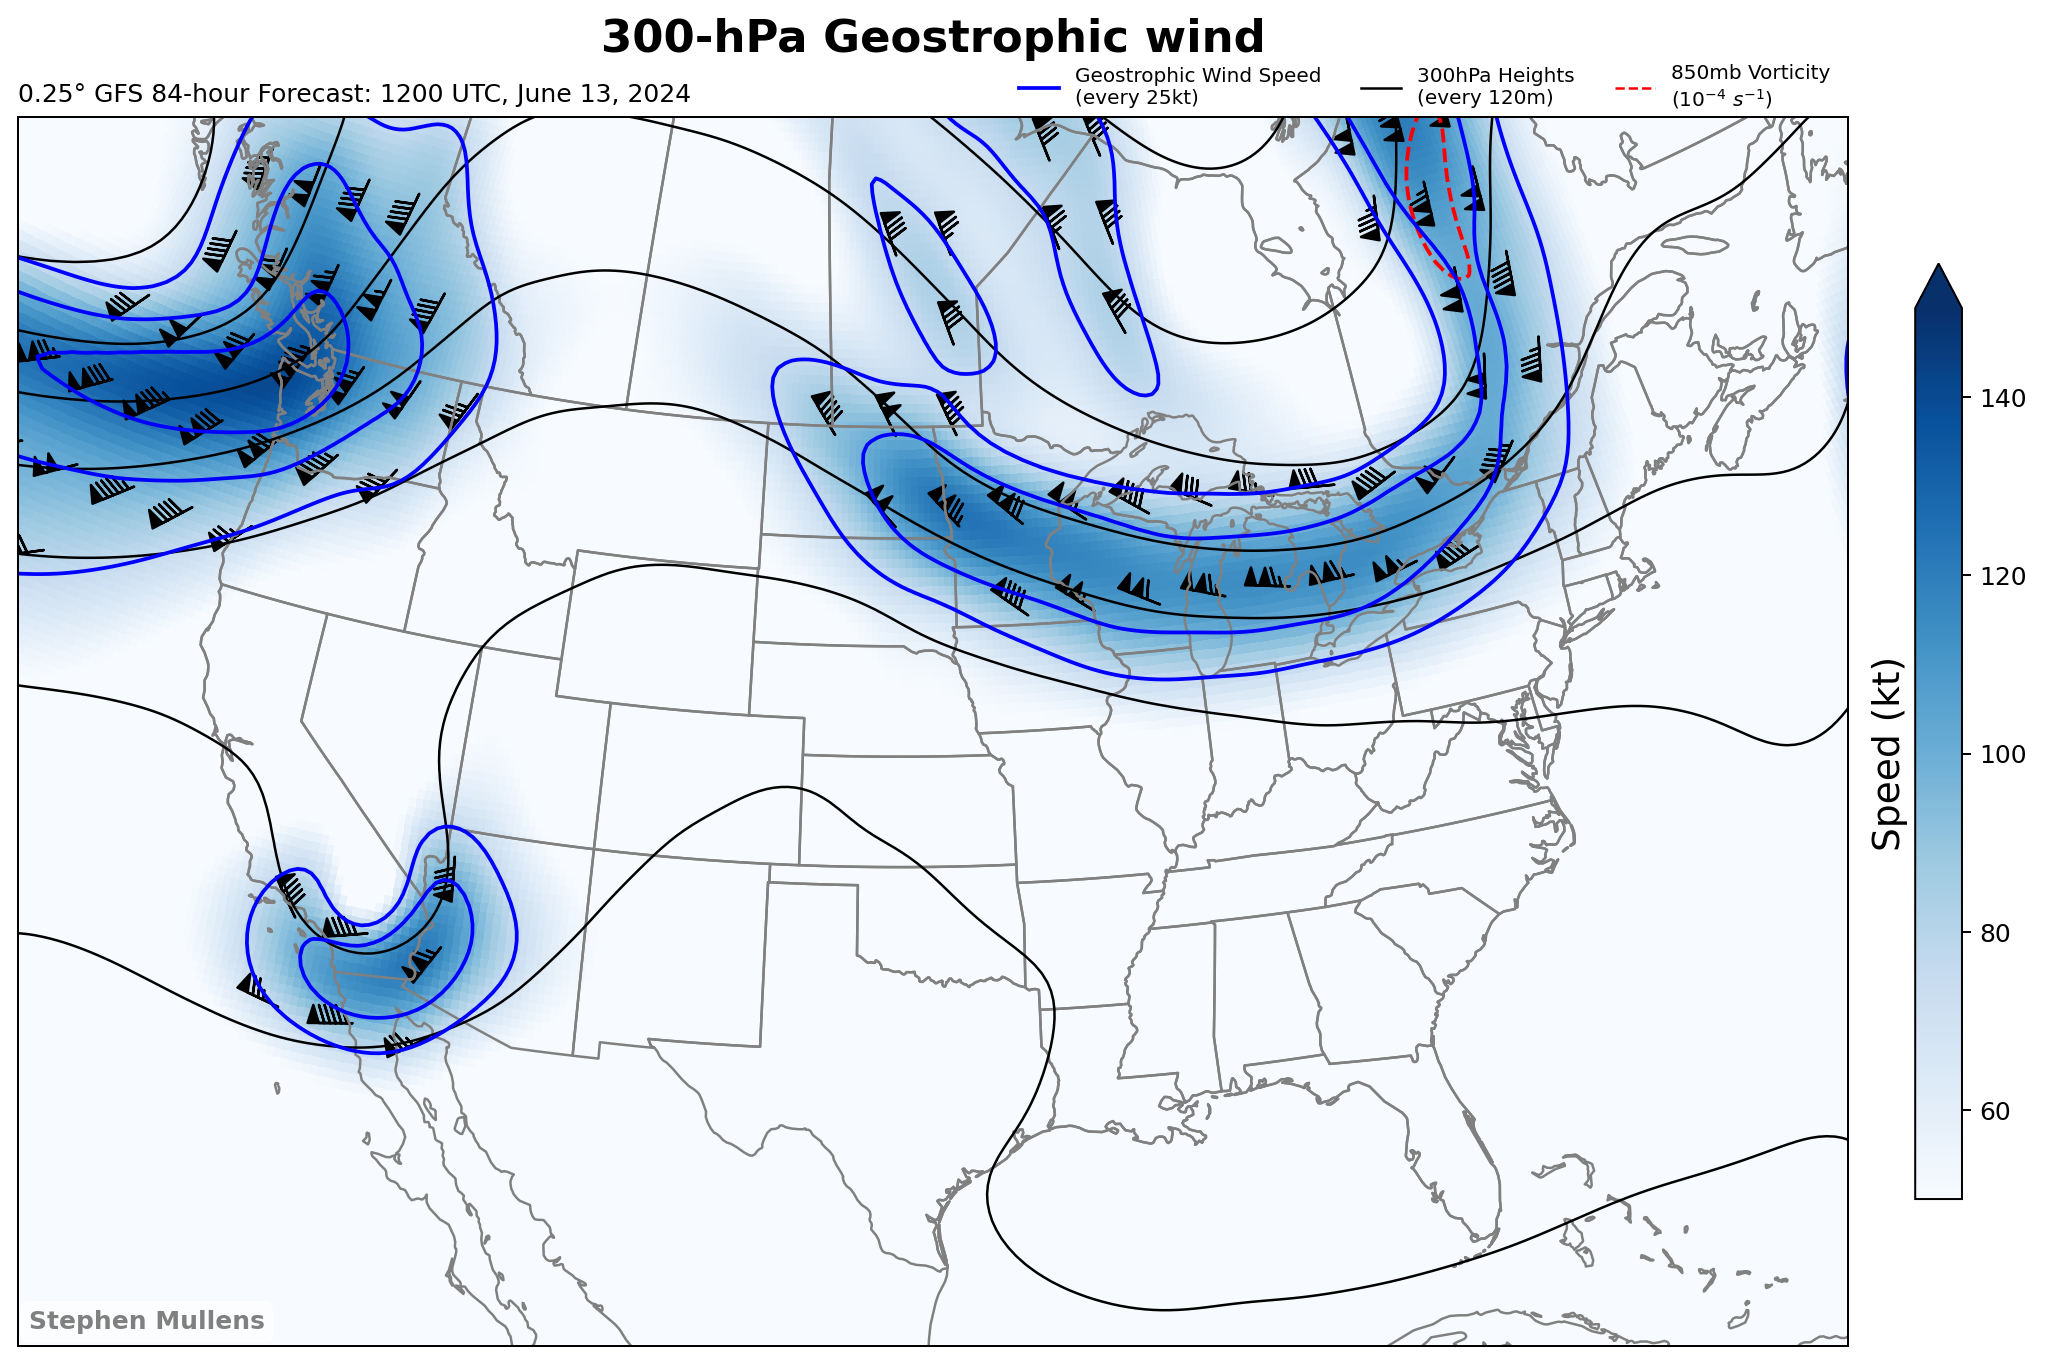 300-hPa Geostrophic wind
0.25° GFS 84-hour Forecast: 1200 UTC, June 13, 2024
Geostrophic Wind Speed
(every 25kt)
300hPa Heights
(every 120m)
850mb Vorticity
(10⁻⁴ s⁻¹)
140
120
100
80
60
Speed (kt)
Stephen Mullens